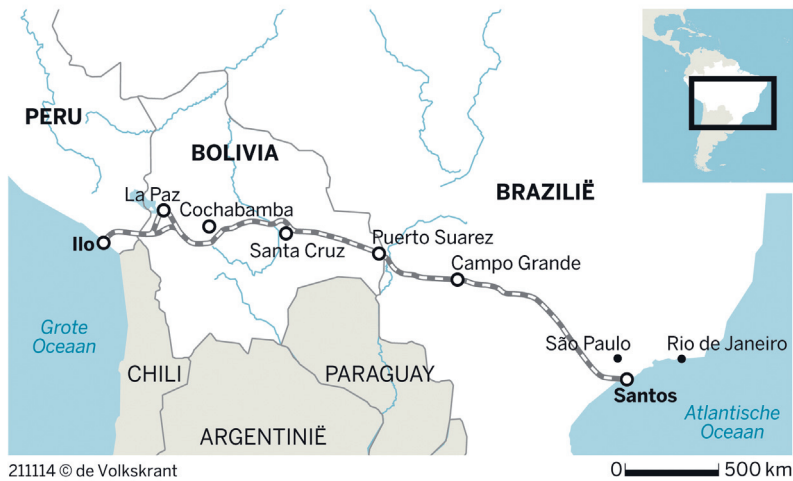 PERU
BOLIVIA
BRAZILIË
La Paz
Cochabamba
Ilo
Santa Cruz
Puerto Suarez
Campo Grande
Grote
Oceaan
São Paulo
Rio de Janeiro
CHILI
PARAGUAY
Santos
Atlantische
Oceaan
ARGENTINIË
211114 © de Volkskrant
0 500 km